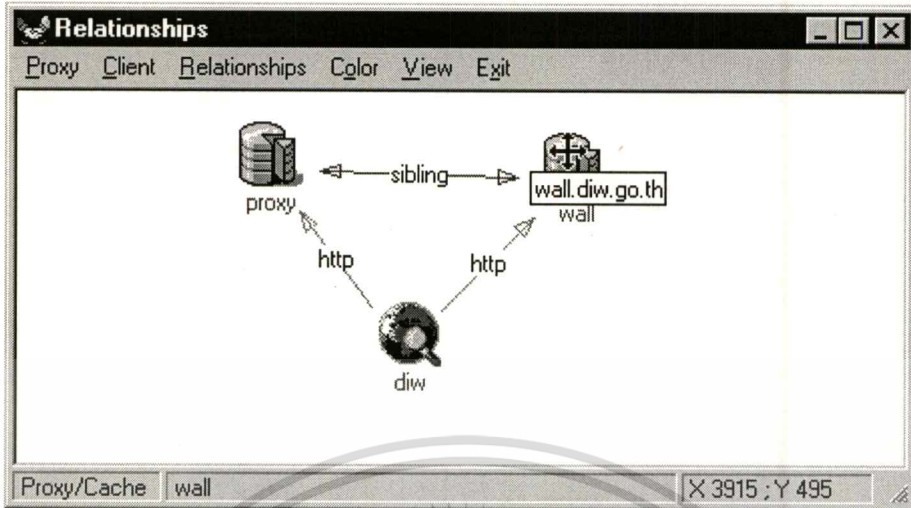 Relationships
Proxy Client Relationships Color View Exit
sibling
wall.diw.go.th
proxy
wall
http
http
diw
Proxy/Cache
wall
X 3915 ; Y 495